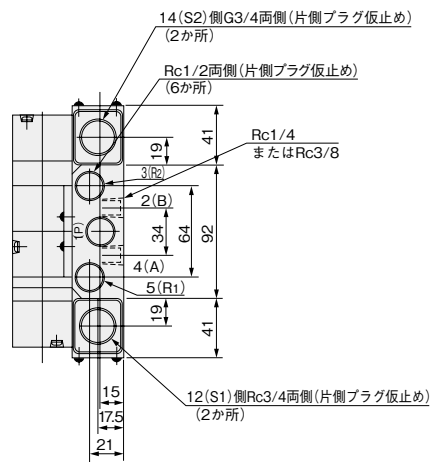 14(S2)側G3/4両側(片側プラグ仮止め)
(2か所)
Rc1/2両側(片側プラグ仮止め)
(6か所)
Rc1/4
またはRc3/8
41
19
3(R2)
2(B)
1(P)
34
64
92
4(A)
5(R1)
19
41
12(S1)側Rc3/4両側(片側プラグ仮止め)
(2か所)
15
17.5
21